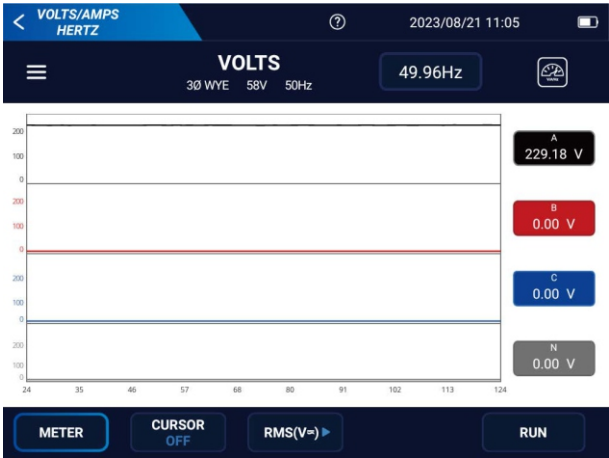 VOLTS/AMPS
HERTZ
2023/08/21 11:05
VOLTS
3Ø WYE 58V 50Hz
49.96Hz
200
100
0
A
229.18 V
200
100
0
B
0.00 V
200
100
0
C
0.00 V
200
100
0
N
0.00 V
24 35 46 57 68 80 91 102 113 124
METER
CURSOR
OFF
RMS(V≂)
RUN